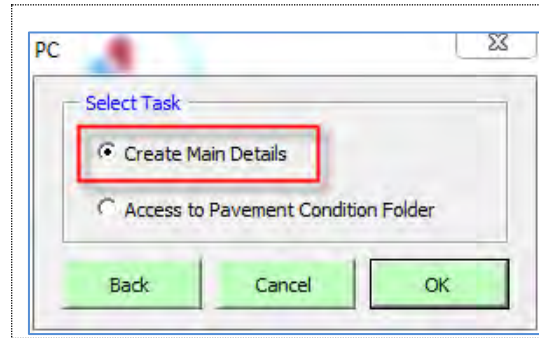 PC
Select Task
Create Main Details
Access to Pavement Condition Folder
Back Cancel OK